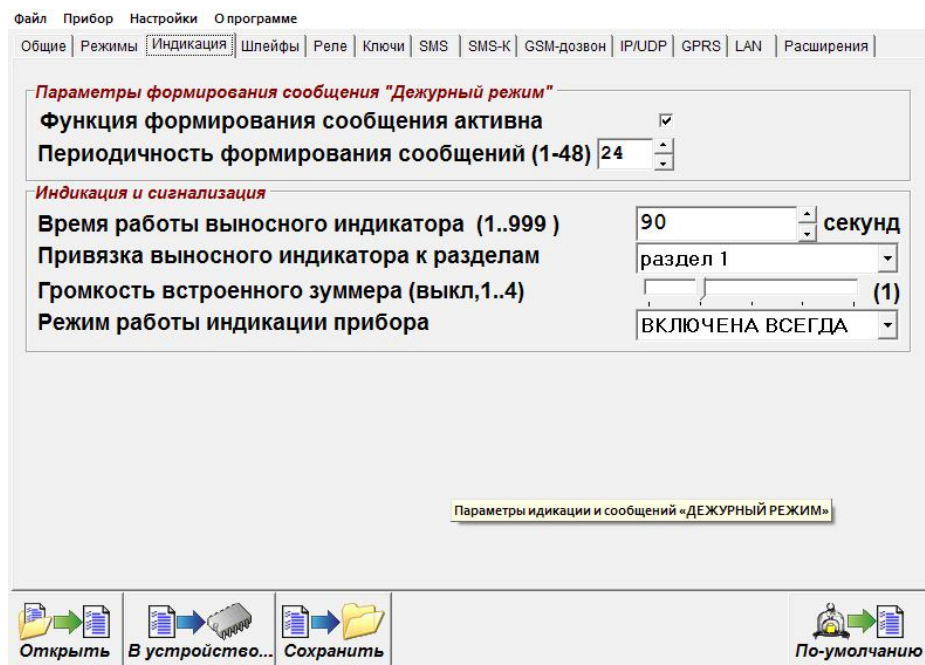 Файл Прибор Настройки О программе
Общие Режимы Индикация Шлейфы Реле Ключи SMS SMS-K GSM-дозвон IP/UDP GPRS LAN Расширения
Параметры формирования сообщения "Дежурный режим"
Функция формирования сообщения активна
Периодичность формирования сообщений (1-48) 24
Индикация и сигнализация
Время работы выносного индикатора (1..999 ) 90 секунд
Привязка выносного индикатора к разделам раздел 1
Громкость встроенного зуммера (выкл,1..4) (1)
Режим работы индикации прибора ВКЛЮЧЕНА ВСЕГДА
Параметры идикации и сообщений «ДЕЖУРНЫЙ РЕЖИМ»
Открыть В устройство... Сохранить По-умолчанию